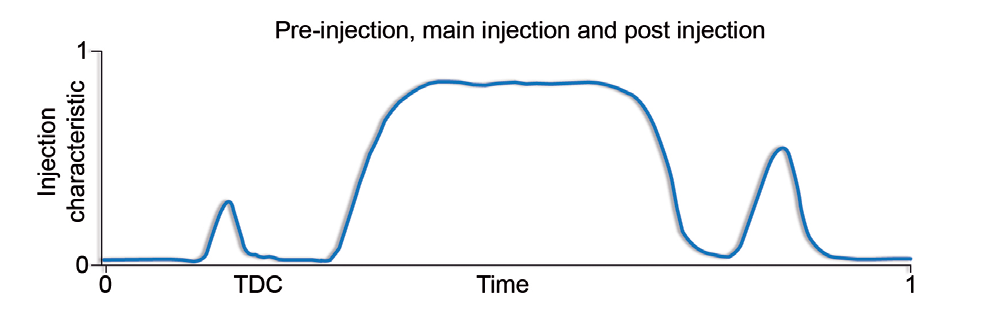 Pre-injection, main injection and post injection
1
Injection
characteristic
0
0 TDC Time 1